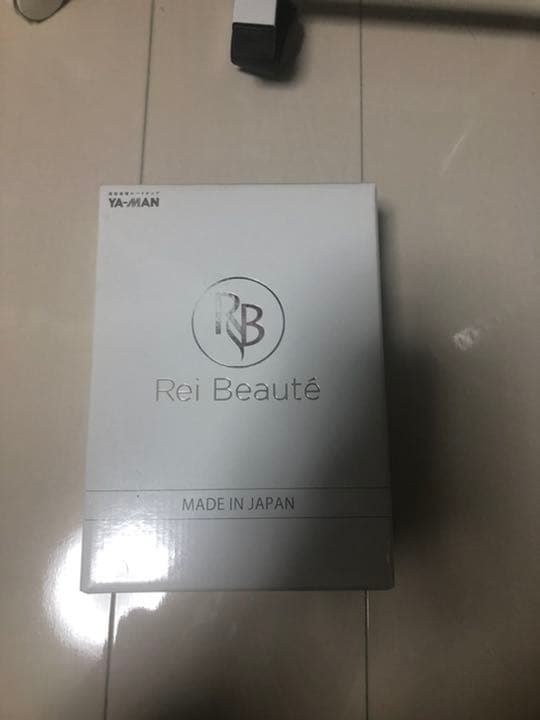 YA-MAN
RB
Rei Beauté
MADE IN JAPAN